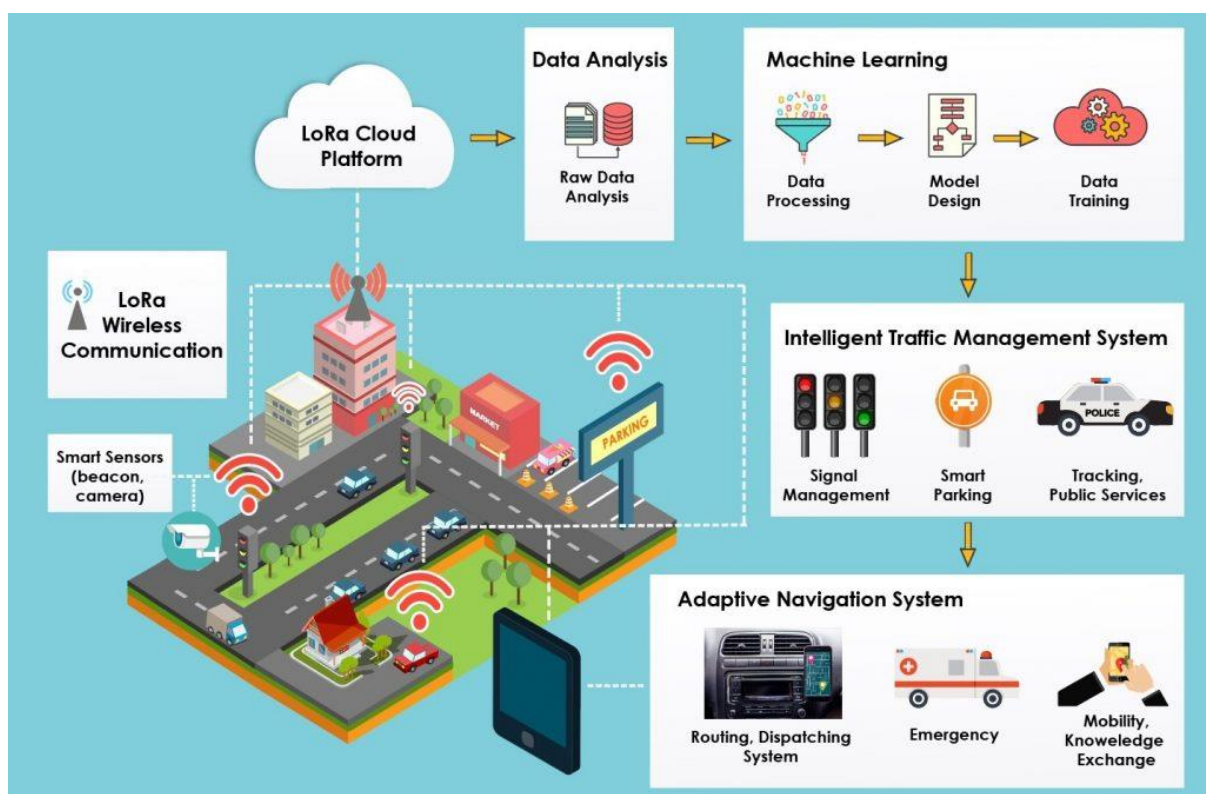 LoRa Cloud
Platform
Data Analysis
Raw Data
Analysis
Machine Learning
Data
Processing
Model
Design
Data
Training
LoRa
Wireless
Communication
Smart Sensors
(beacon,
camera)
MARKET
PARKING
Intelligent Traffic Management System
Signal
Management
Smart
Parking
POLICE
Tracking,
Public Services
Adaptive Navigation System
Routing, Dispatching
System
Emergency
Mobility,
Knoweledge
Exchange